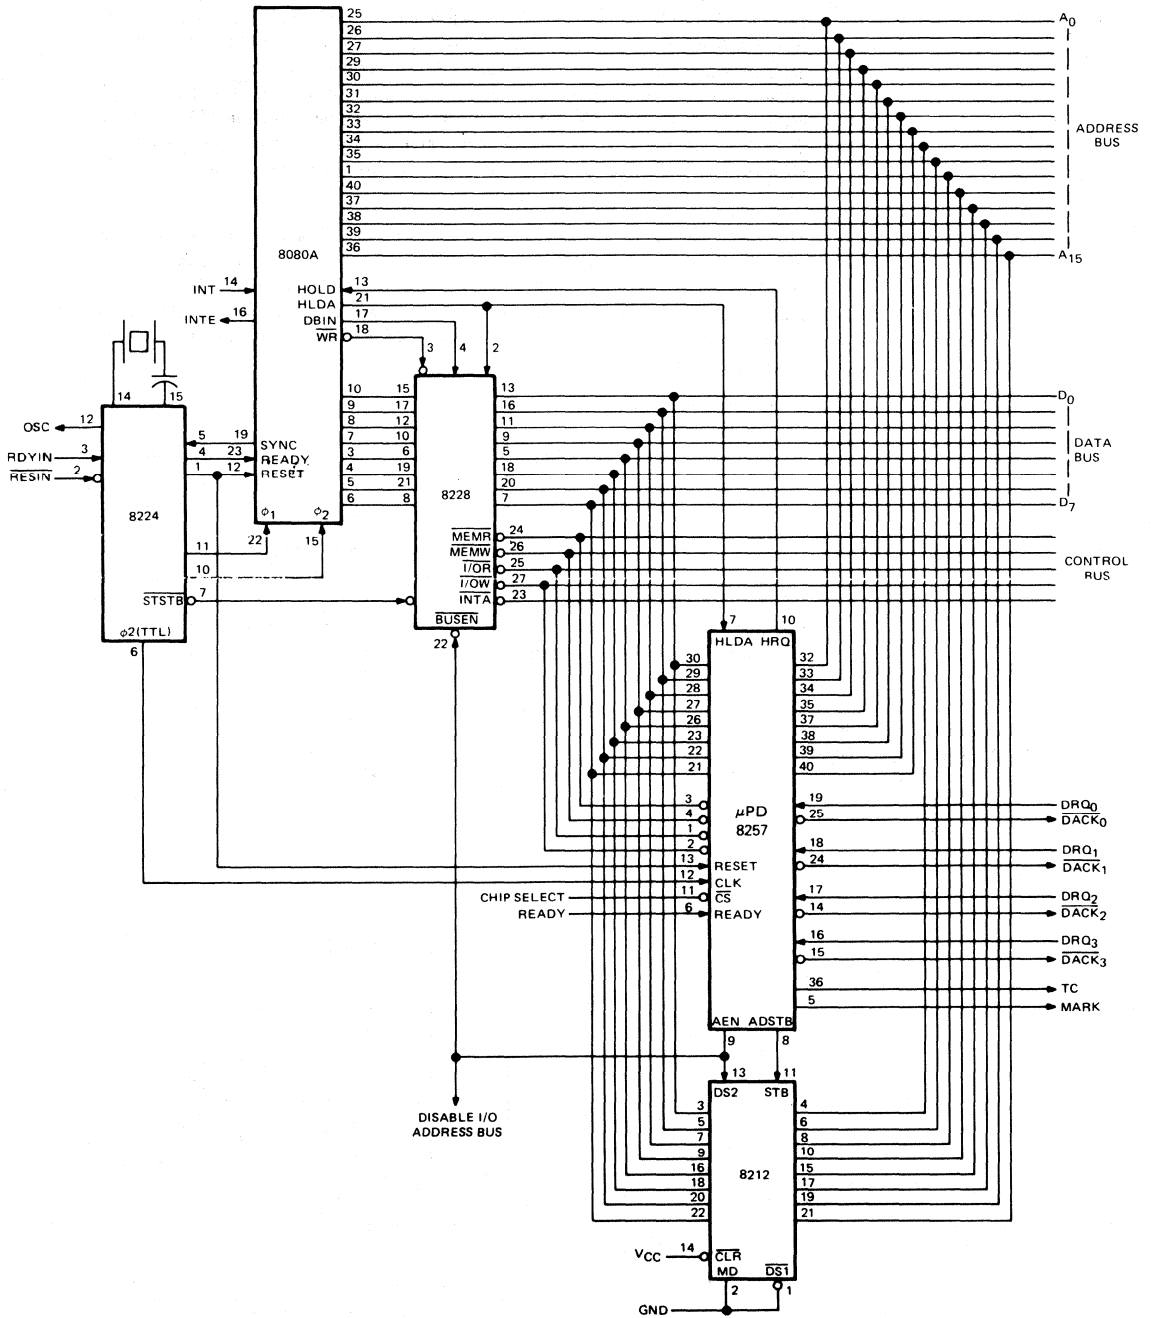 25
26
27
29
30
31
32
33
34
35
1
40
37
38
39
36
A0
A15
ADDRESS
BUS
8080A
INT 14
INTE 16
HOLD 13
HLDA 21
DBIN 17
WR 18
3 4 2
14 15
OSC 12
RDYIN 3
RESIN 2
8224
5 19 SYNC
4 23 READY
1 12 RESET
φ1 φ2
22 15
11
10
STSTB 7
φ2(TTL)
6
10 15 13
9 17 16
8 12 11
7 10 9
3 6 5
4 19 18
5 21 20
6 8 7
8228
D0
DATA
BUS
D7
MEMR 24
MEMW 26
I/OR 25
I/OW 27
INTA 23
BUSEN
22
CONTROL
RUS
7 10
HLDA HRQ
30 32
29 33
28 34
27 35
26 37
23 38
22 39
21 40
μPD
8257
3
4
1
2
13 RESET
12 CLK
CHIP SELECT 11 CS
READY 6 READY
19 DRQ0
25 DACK0
18 DRQ1
24 DACK1
17 DRQ2
14 DACK2
16 DRQ3
15 DACK3
36 TC
5 MARK
AEN ADSTB
9 8
13 11
DS2 STB
DISABLE I/O
ADDRESS BUS
3 4
5 6
7 8
9 10
16 15
18 17
20 19
22 21
8212
VCC 14 CLR
MD DS1
2 1
GND